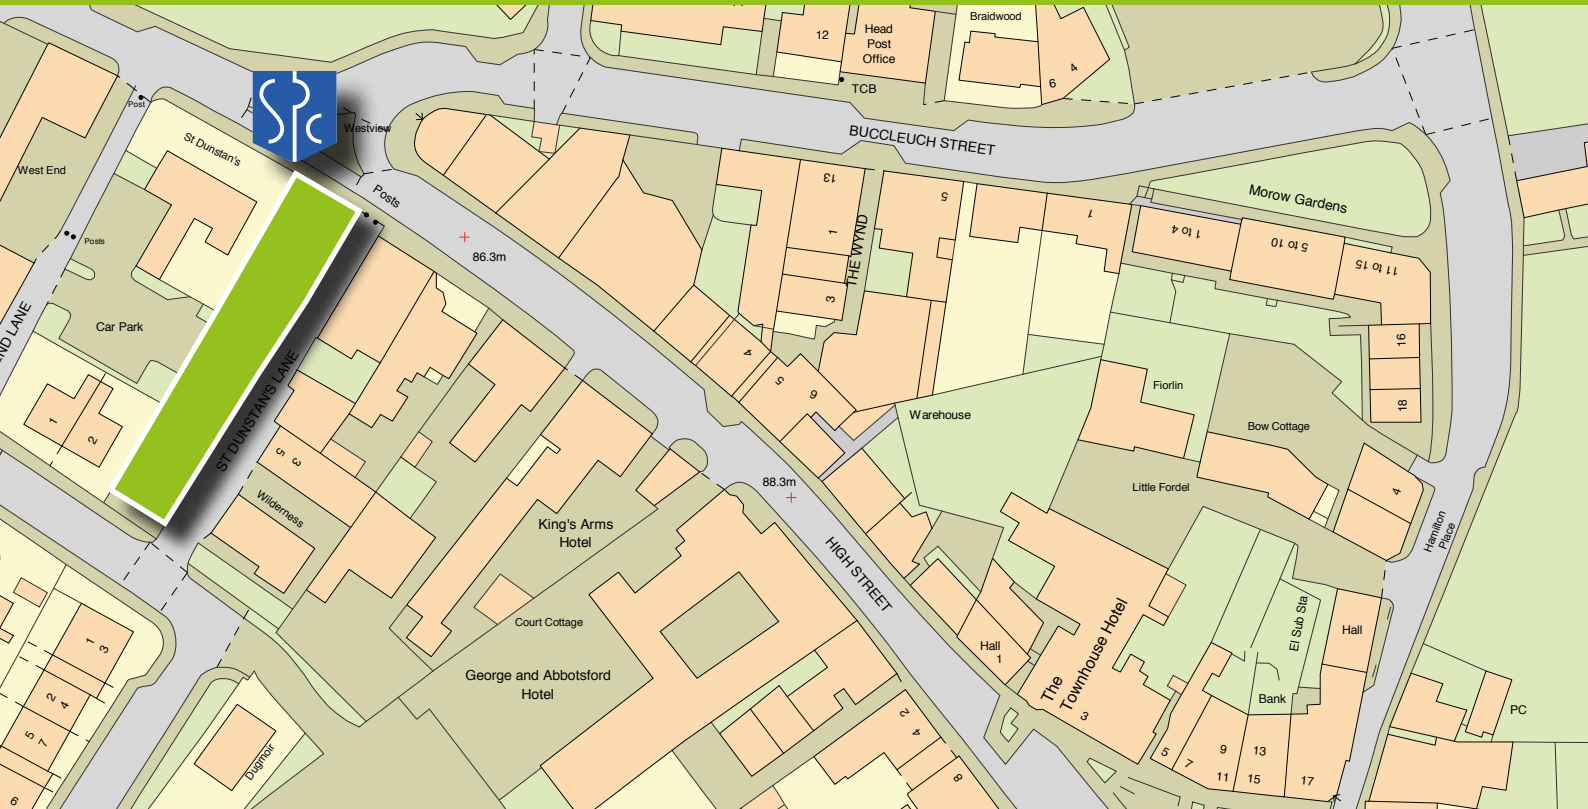 12
Head
Post
Office
Braidwood
4
6
TCB
Post
Westview
BUCCLEUCH STREET
St Dunstan's
West End
Posts
Posts
86.3m
13
1
3
THE WYND
5
1
Morow Gardens
1 to 4
5 to 10
11 to 15
16
18
Car Park
END LANE
ST DUNSTAN'S LANE
1
2
4
5
6
Warehouse
Fiorlin
Bow Cottage
Little Fordel
4
Hamilton
Place
5
3
Wilderness
88.3m
King's Arms
Hotel
HIGH STREET
Court Cottage
George and Abbotsford
Hotel
Hall
1
The
Townhouse Hotel
3
El Sub Sta
Hall
Bank
PC
1
3
2
4
5
7
6
Dugmoir
2
4
8
5
7
9
11
13
15
17